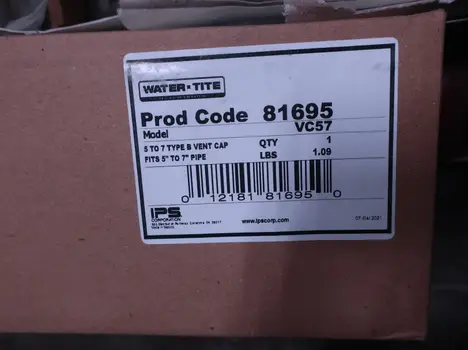 WATER•TITE
Prod Code 81695
Model VC57
5 TO 7 TYPE B VENT CAP QTY 1
FITS 5" TO 7" PIPE LBS 1.09
0 12181 81695 0
IPS
CORPORATION
www.ipscorp.com